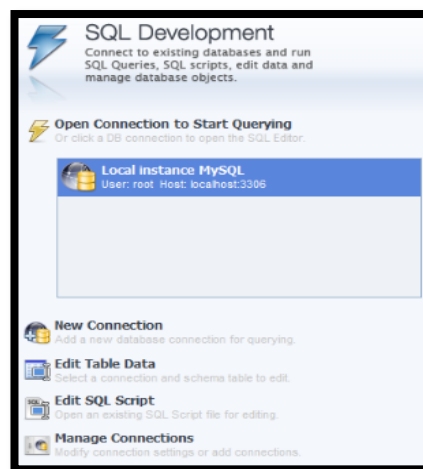 SQL Development
Connect to existing databases and run
SQL Queries, SQL scripts, edit data and
manage database objects.
Open Connection to Start Querying
Or click a DB connection to open the SQL Editor.
Local instance MySQL
User: root Host: localhost:3306
New Connection
Add a new database connection for querying.
Edit Table Data
Select a connection and schema table to edit.
Edit SQL Script
Open an existing SQL Script file for editing.
Manage Connections
Modify connection settings or add connections.